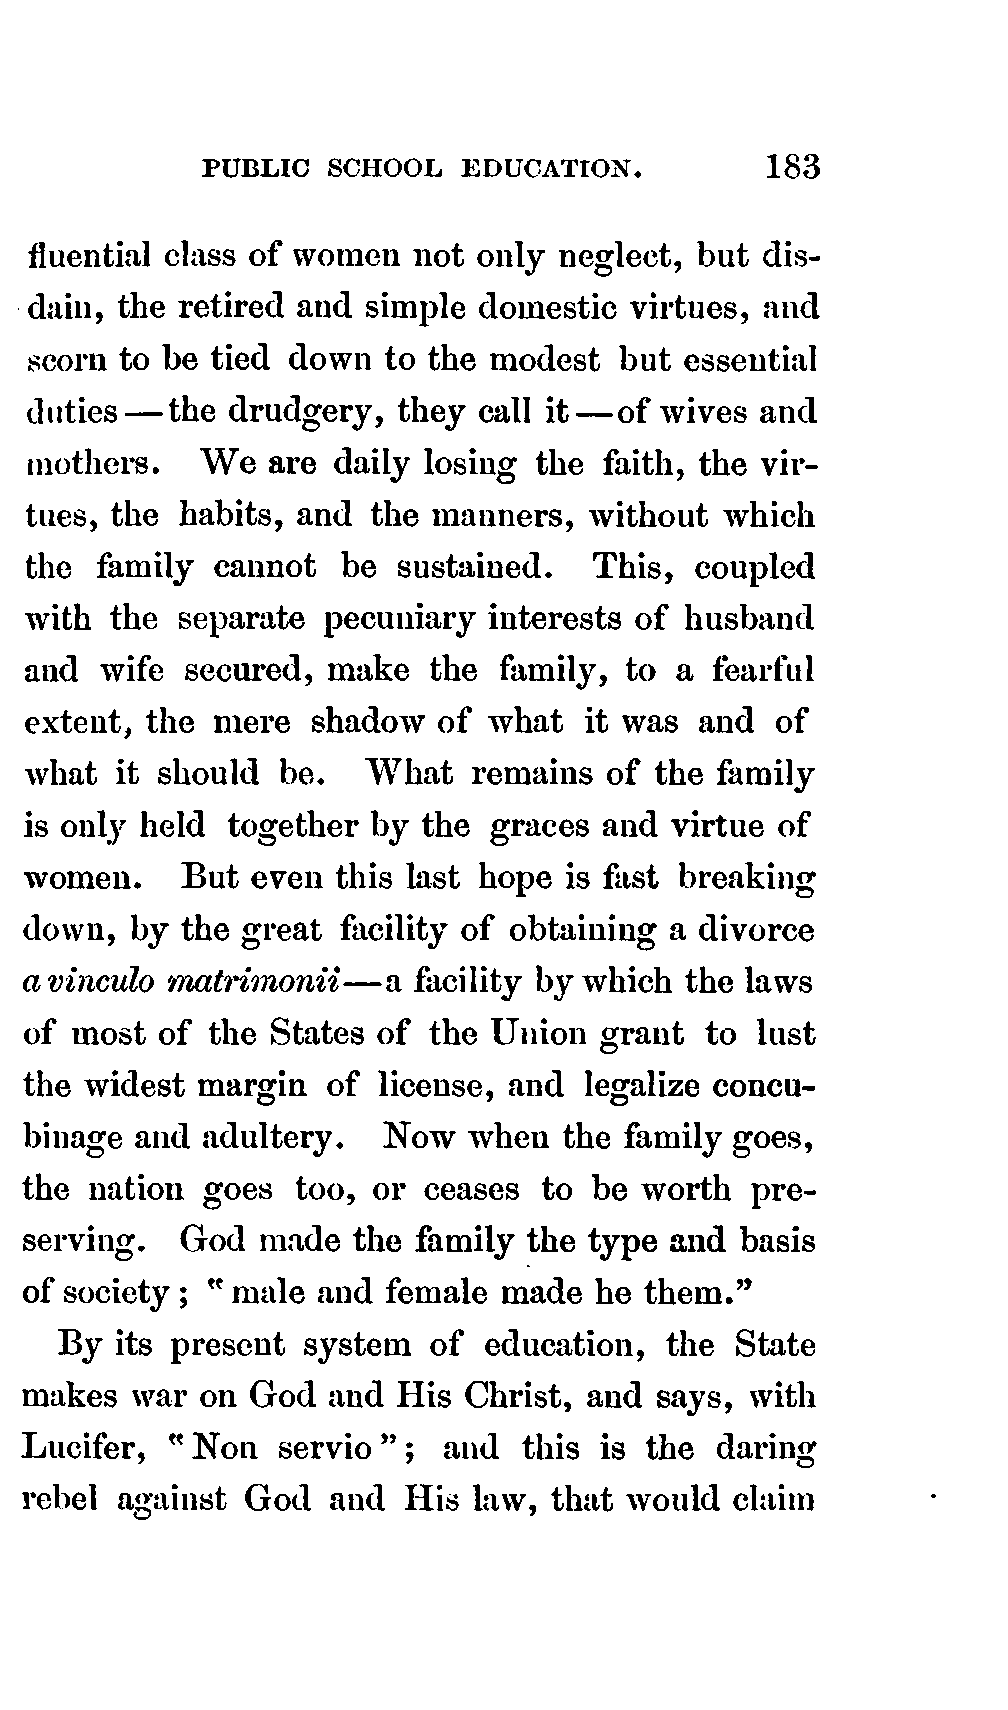 PUBLIC SCHOOL EDUCATION. 183
fluential class of women not only neglect, but dis-
dain, the retired and simple domestic virtues, and
scorn to be tied down to the modest but essential
duties—the drudgery, they call it—of wives and
mothers. We are daily losing the faith, the vir-
tues, the habits, and the manners, without which
the family cannot be sustained. This, coupled
with the separate pecuniary interests of husband
and wife secured, make the family, to a fearful
extent, the mere shadow of what it was and of
what it should be. What remains of the family
is only held together by the graces and virtue of
women. But even this last hope is fast breaking
down, by the great facility of obtaining a divorce
a vinculo matrimonii—a facility by which the laws
of most of the States of the Union grant to lust
the widest margin of license, and legalize concu-
binage and adultery. Now when the family goes,
the nation goes too, or ceases to be worth pre-
serving. God made the family the type and basis
of society; "male and female made he them."
By its present system of education, the State
makes war on God and His Christ, and says, with
Lucifer, "Non servio"; and this is the daring
rebel against God and His law, that would claim